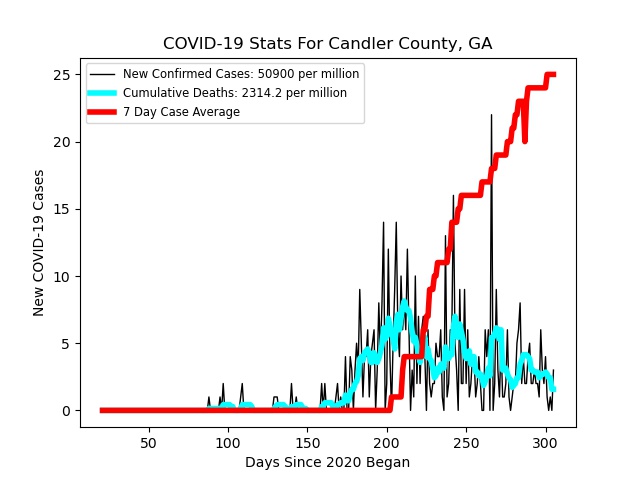 COVID-19 Stats For Candler County, GA
New Confirmed Cases: 50900 per million
Cumulative Deaths: 2314.2 per million
7 Day Case Average
25
20
15
10
5
0
New COVID-19 Cases
50 100 150 200 250 300
Days Since 2020 Began